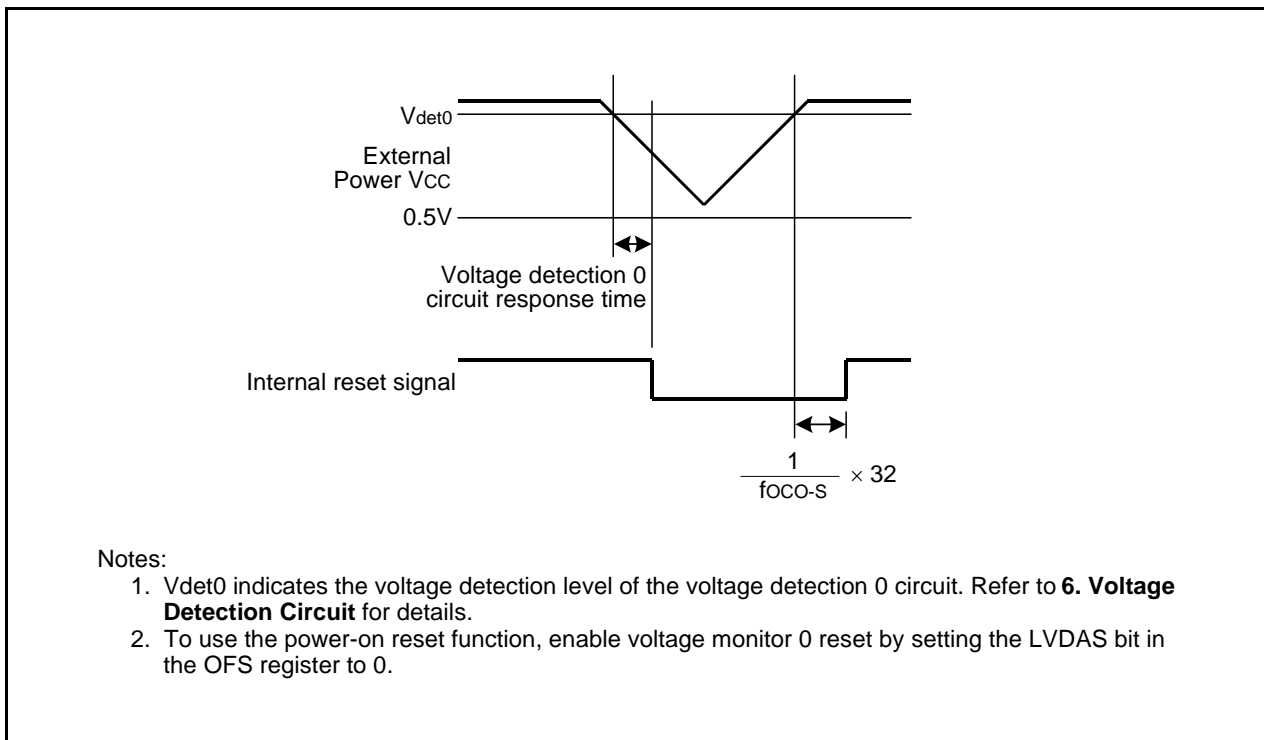 Vdet0
External
Power VCC
0.5V
Voltage detection 0
circuit response time
Internal reset signal
1
fOCO-S
× 32
Notes:
1. Vdet0 indicates the voltage detection level of the voltage detection 0 circuit. Refer to 6. Voltage
Detection Circuit for details.
2. To use the power-on reset function, enable voltage monitor 0 reset by setting the LVDAS bit in
the OFS register to 0.